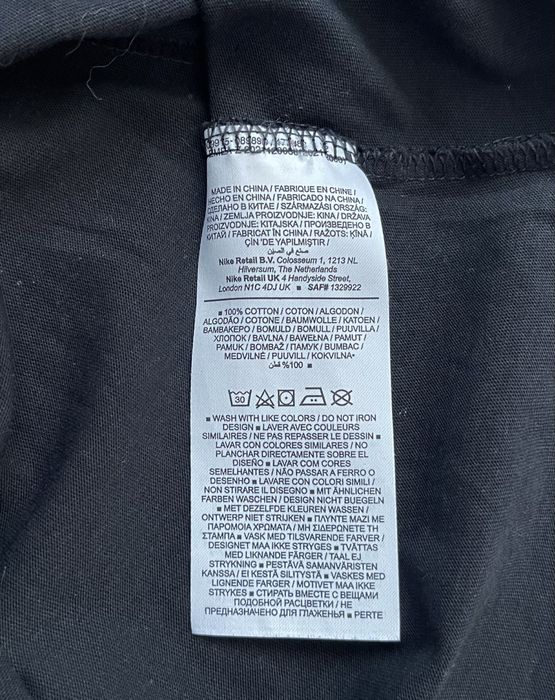 MADE IN CHINA / FABRIQUE EN CHINE /
HECHO EN CHINA / FABRICADO NA CHINA /
СДЕЛАНО В КИТАЕ / SZÁRMAZÁSI ORSZÁG:
KÍNA / ZEMLJA PROIZVODNJE: KINA / DRŽAVA
PROIZVODNJE: KITAJSKA / ПРОИЗВЕДЕНО В
КИТАЙ / FABRICAT ÎN CHINA / RAŽOTS: ĶĪNĀ /
ÇİN 'DE YAPILMIŞTIR /
صنع في الصين
Nike Retail B.V. Colosseum 1, 1213 NL
Hilversum, The Netherlands
Nike Retail UK 4 Handyside Street,
London N1C 4DJ UK ■ SAF# 1329922
■ 100% COTTON / COTON / ALGODON /
ALGODÃO / COTONE / BAUMWOLLE / KATOEN /
ΒΑΜΒΑΚΕΡΟ / BOMULD / BOMULL / PUUVILLA /
ХЛОПОК / BAVLNA / BAWEŁNA / PAMUT /
PAMUK / BOMBAŽ / ПАМУК / BUMBAC /
MEDVILNĖ / PUUVILL / KOKVILNA•
%100 قطن ■
30
■ WASH WITH LIKE COLORS / DO NOT IRON
DESIGN ■ LAVER AVEC COULEURS
SIMILAIRES / NE PAS REPASSER LE DESSIN ■
LAVAR CON COLORES SIMILARES / NO
PLANCHAR DIRECTAMENTE SOBRE EL
DISEÑO ■ LAVAR COM CORES
SEMELHANTES / NÃO PASSAR A FERRO O
DESENHO ■ LAVARE CON COLORI SIMILI /
NON STIRARE IL DISEGNO ■ MIT ÄHNLICHEN
FARBEN WASCHEN / DESIGN NICHT BUEGELN
■ MET DEZELFDE KLEUREN WASSEN /
ONTWERP NIET STRIJKEN ■ ΠΛΥΝΤΕ ΜΑΖΙ ΜΕ
ΠΑΡΟΜΟΙΑ ΧΡΩΜΑΤΑ / ΜΗ ΣΙΔΕΡΩΝΕΤΕ ΤΗ
ΣΤΑΜΠΑ ■ VASK MED TILSVARENDE FARVER /
DESIGNET MAA IKKE STRYGES ■ TVÄTTAS
MED LIKNANDE FÄRGER / TAAL EJ
STRYKNING ■ PESTÄVÄ SAMANVÄRISTEN
KANSSA / EI KESTÄ SILITYSTÄ ■ VASKES MED
LIGNENDE FARGER / MOTIVET MAA IKKE
STRYKES ■ СТИРАТЬ ВМЕСТЕ С ВЕЩАМИ
ПОДОБНОЙ РАСЦВЕТКИ / НЕ
ПРЕДНАЗНАЧЕНО ДЛЯ ГЛАЖЕНЬЯ ■ PERTE